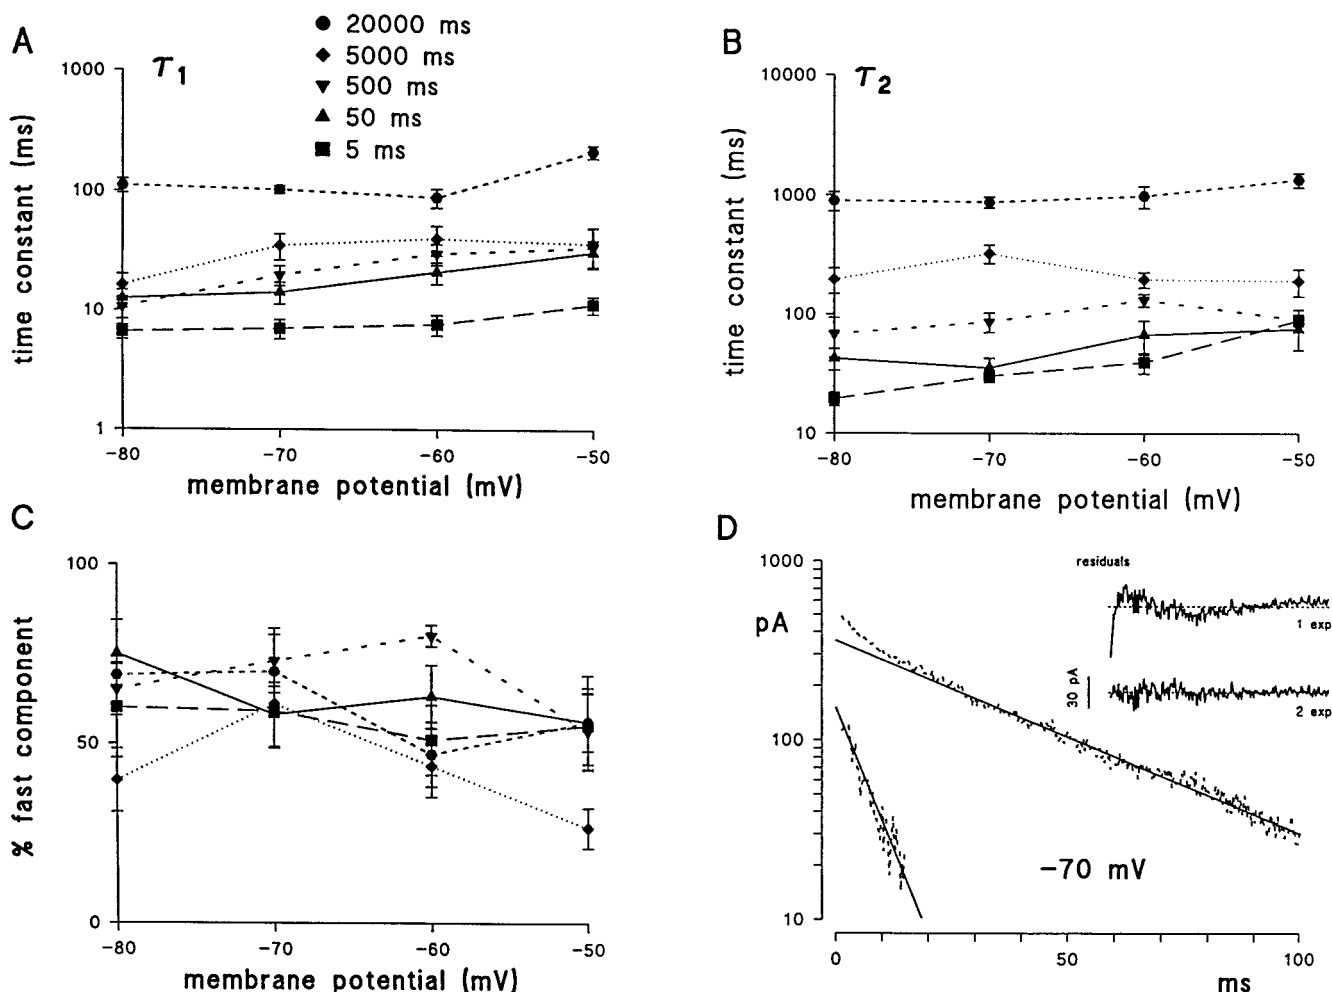 A
τ1
20000 ms
5000 ms
500 ms
50 ms
5 ms
1000
100
10
1
time constant (ms)
-80
-70
-60
-50
membrane potential (mV)
B
τ2
10000
1000
100
10
time constant (ms)
-80
-70
-60
-50
membrane potential (mV)
C
100
50
0
% fast component
-80
-70
-60
-50
membrane potential (mV)
D
1000
pA
100
10
residuals
1 exp
30 pA
2 exp
-70 mV
0
50
100
ms